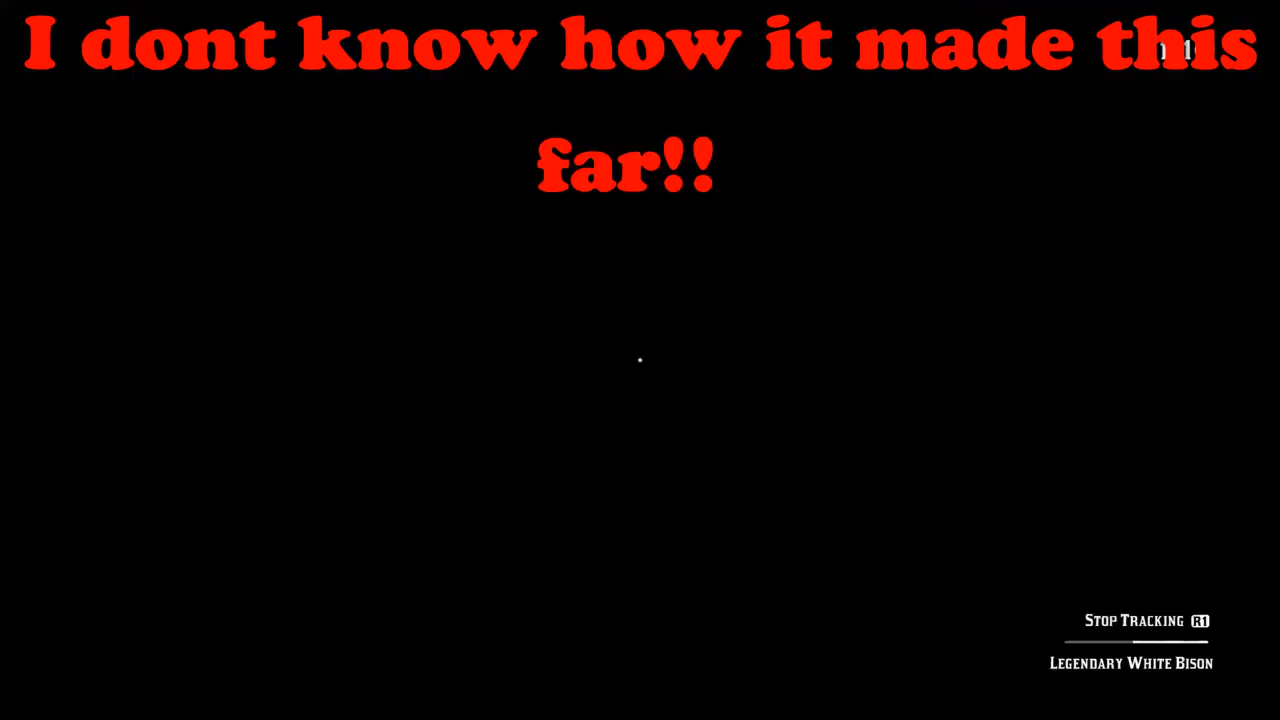 I dont know how it made this
far!!
STOP TRACKING R1
LEGENDARY WHITE BISON